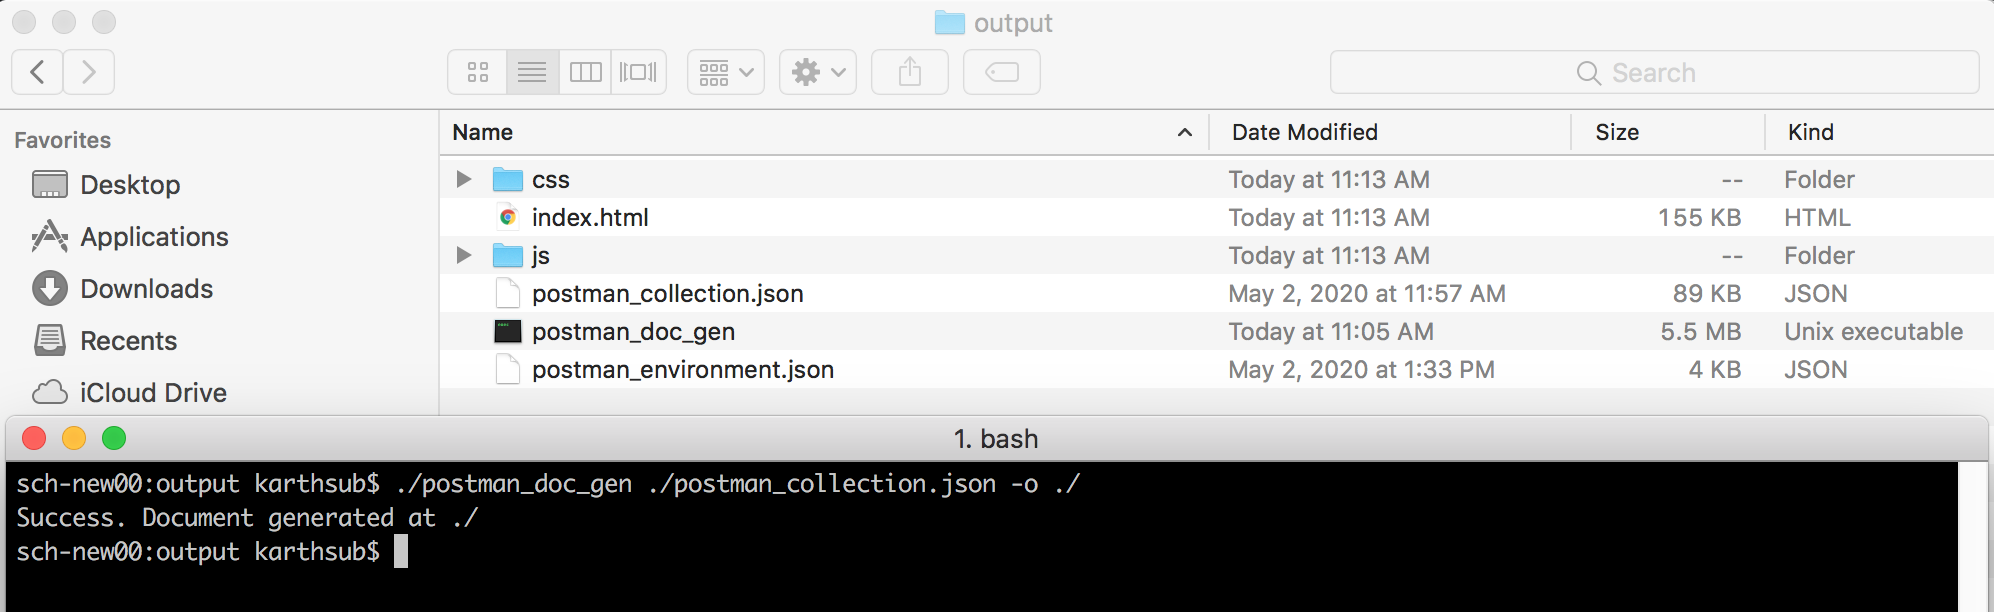 output
Search
Favorites
Desktop
Applications
Downloads
Recents
iCloud Drive
Name Date Modified Size Kind
css Today at 11:13 AM -- Folder
index.html Today at 11:13 AM 155 KB HTML
js Today at 11:13 AM -- Folder
postman_collection.json May 2, 2020 at 11:57 AM 89 KB JSON
postman_doc_gen Today at 11:05 AM 5.5 MB Unix executable
postman_environment.json May 2, 2020 at 1:33 PM 4 KB JSON
1. bash
sch-new00:output karthsub$ ./postman_doc_gen ./postman_collection.json -o ./
Success. Document generated at ./
sch-new00:output karthsub$